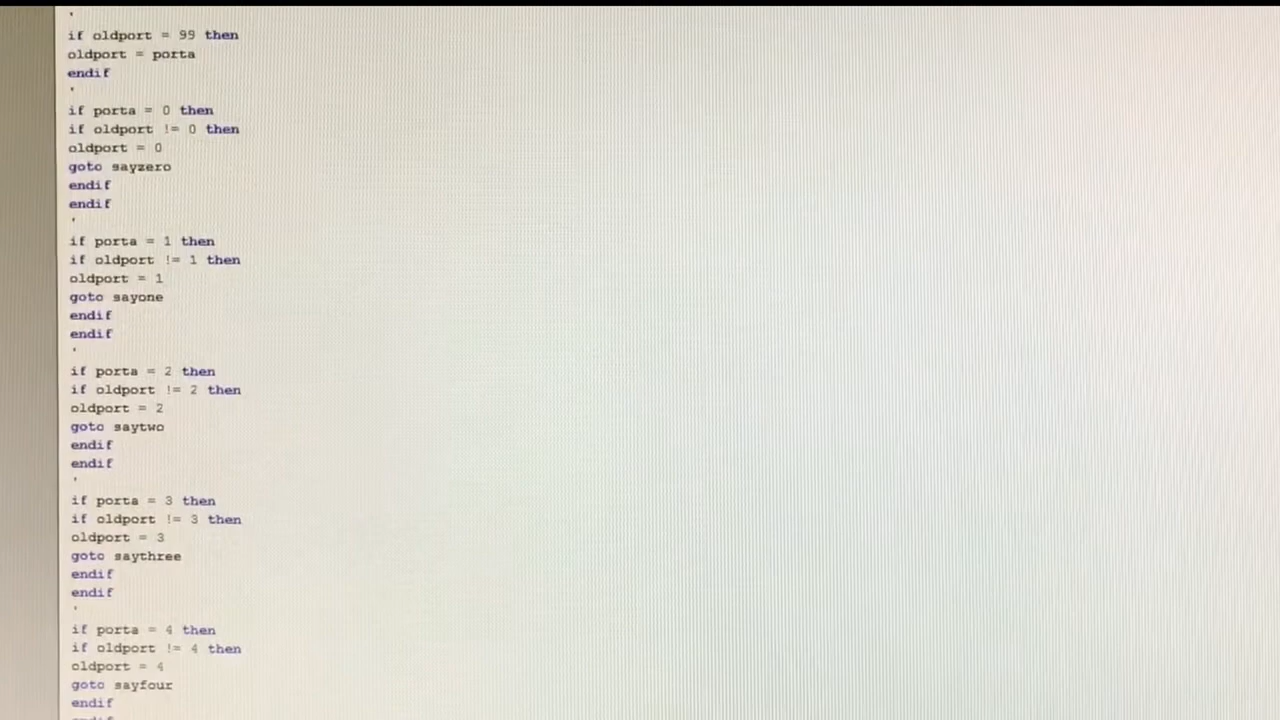 '
if oldport = 99 then
oldport = porta
endif
'
if porta = 0 then
if oldport != 0 then
oldport = 0
goto sayzero
endif
endif
'
if porta = 1 then
if oldport != 1 then
oldport = 1
goto sayone
endif
endif
'
if porta = 2 then
if oldport != 2 then
oldport = 2
goto saytwo
endif
endif
'
if porta = 3 then
if oldport != 3 then
oldport = 3
goto saythree
endif
endif
'
if porta = 4 then
if oldport != 4 then
oldport = 4
goto sayfour
endif
endif